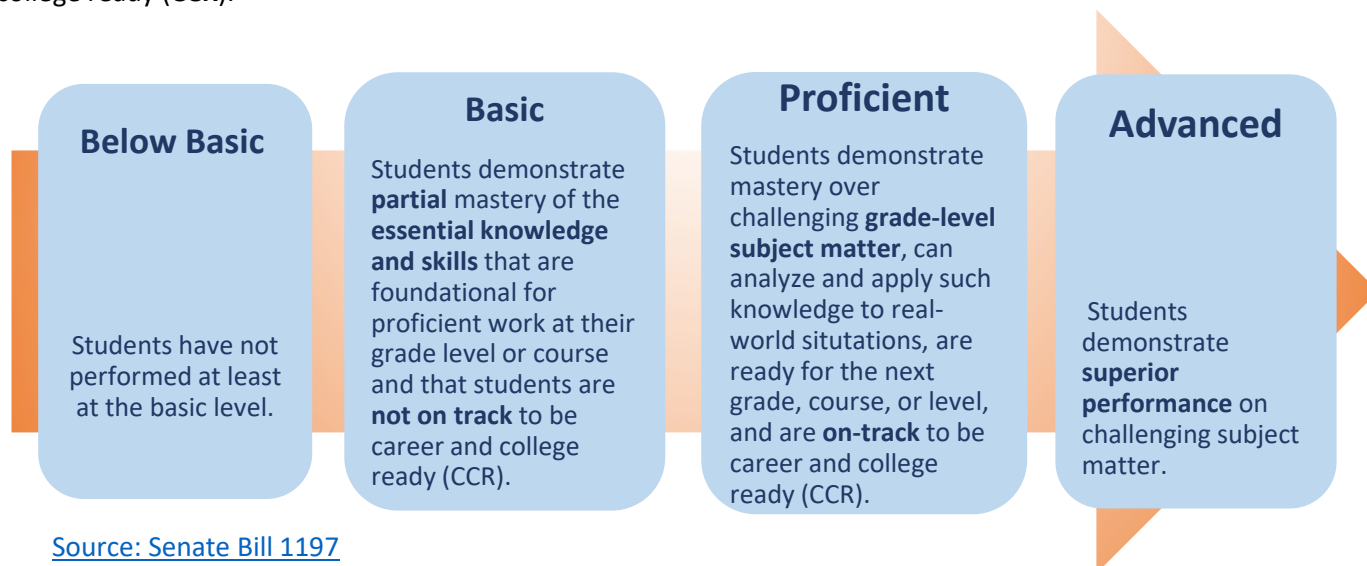 college ready (CCR).
Below Basic
Students have not
performed at least
at the basic level.
Basic
Students demonstrate
partial mastery of the
essential knowledge
and skills that are
foundational for
proficient work at their
grade level or course
and that students are
not on track to be
career and college
ready (CCR).
Proficient
Students demonstrate
mastery over
challenging grade-level
subject matter, can
analyze and apply such
knowledge to real-
world situtations, are
ready for the next
grade, course, or level,
and are on-track to be
career and college
ready (CCR).
Advanced
Students
demonstrate
superior
performance on
challenging subject
matter.
Source: Senate Bill 1197